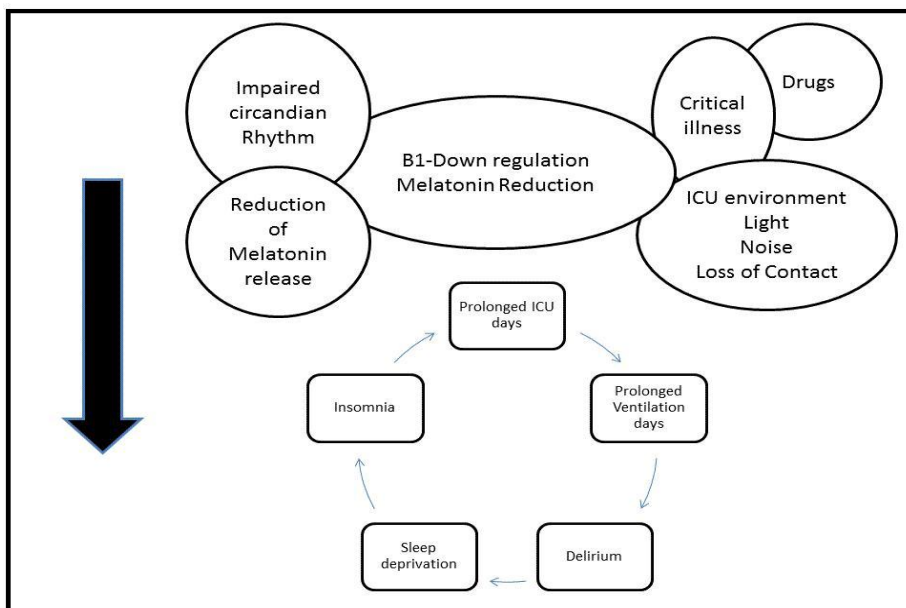 Impaired
circandian
Rhythm
Reduction
of
Melatonin
release
B1-Down regulation
Melatonin Reduction
Critical
illness
Drugs
ICU environment
Light
Noise
Loss of Contact
Prolonged ICU
days
Prolonged
Ventilation
days
Delirium
Sleep
deprivation
Insomnia